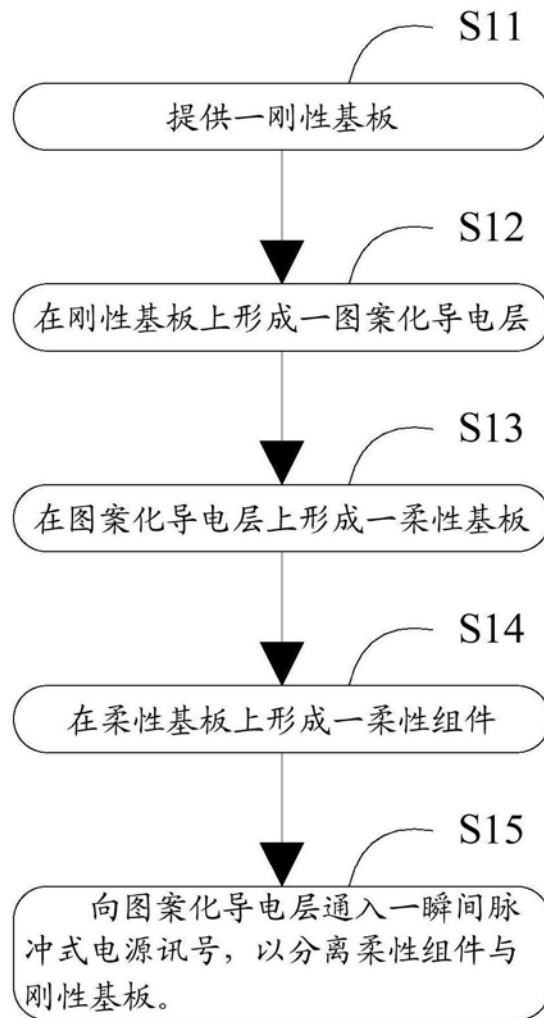 S11
提供一刚性基板
S12
在刚性基板上形成一图案化导电层
S13
在图案化导电层上形成一柔性基板
S14
在柔性基板上形成一柔性组件
S15
向图案化导电层通入一瞬间脉
冲式电源讯号，以分离柔性组件与
刚性基板。